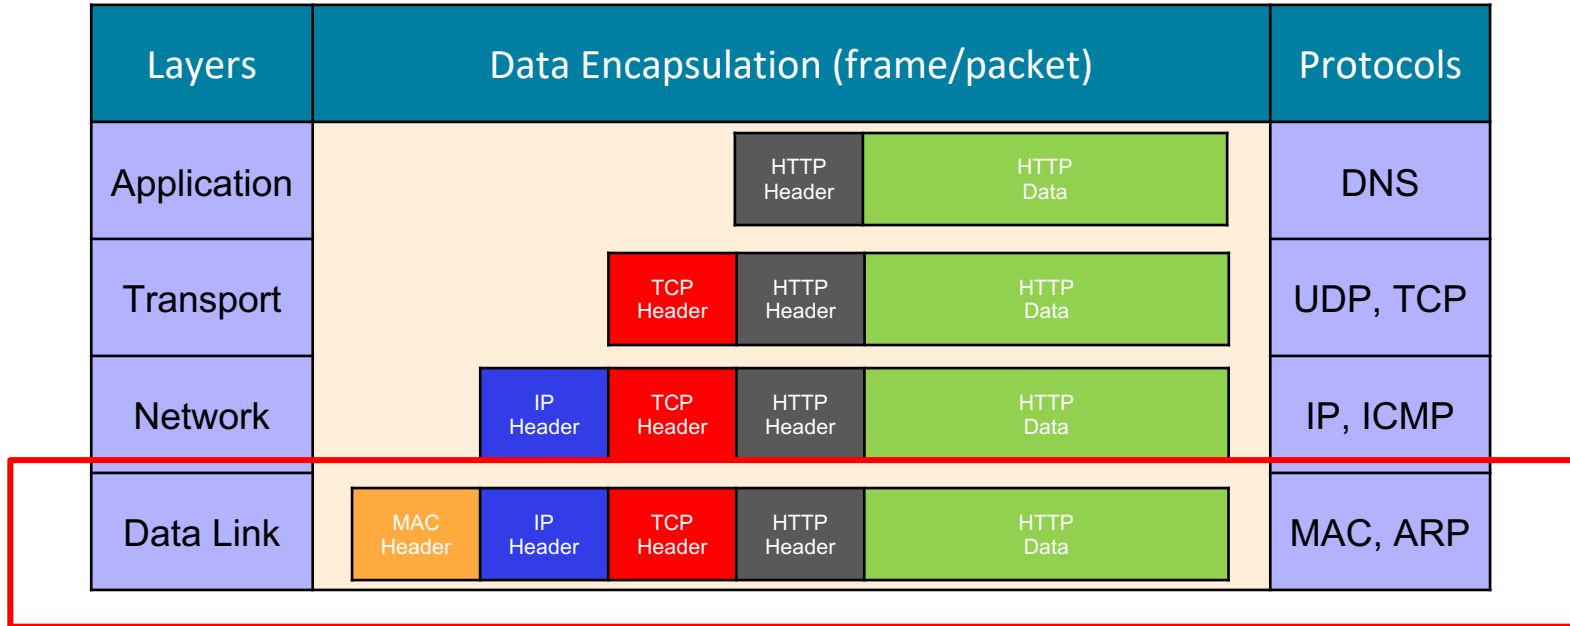 Layers
Data Encapsulation (frame/packet)
Protocols
Application
HTTP
Header
HTTP
Data
DNS
Transport
TCP
Header
HTTP
Header
HTTP
Data
UDP, TCP
Network
IP
Header
TCP
Header
HTTP
Header
HTTP
Data
IP, ICMP
Data Link
MAC
Header
IP
Header
TCP
Header
HTTP
Header
HTTP
Data
MAC, ARP